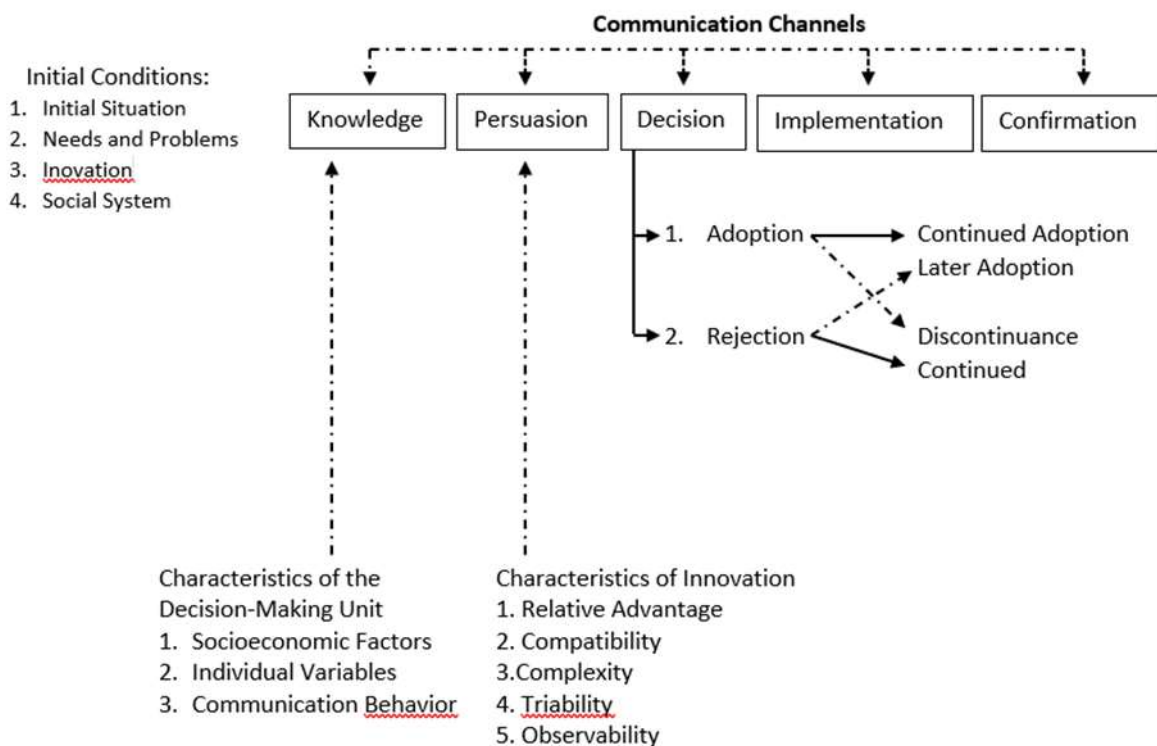 Communication Channels
Initial Conditions:
1. Initial Situation
2. Needs and Problems
3. Inovation
4. Social System
Knowledge
Persuasion
Decision
Implementation
Confirmation
1. Adoption
Continued Adoption
Later Adoption
2. Rejection
Discontinuance
Continued
Characteristics of the
Decision-Making Unit
1. Socioeconomic Factors
2. Individual Variables
3. Communication Behavior
Characteristics of Innovation
1. Relative Advantage
2. Compatibility
3.Complexity
4. Triability
5. Observability